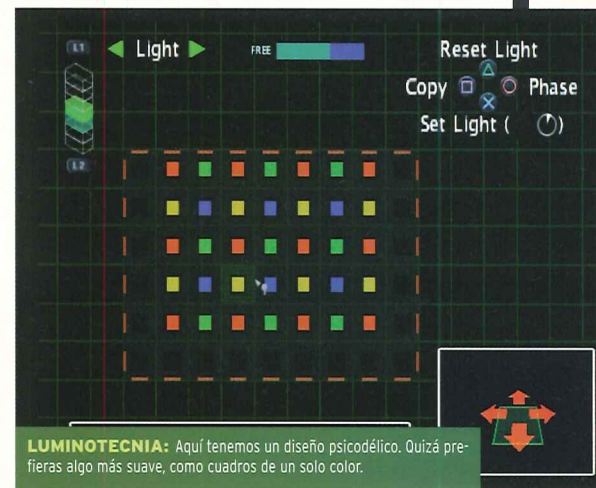 L1
Light
FREE
Reset Light
Copy
Phase
Set Light ( )
L2
LUMINOTECNIA: Aquí tenemos un diseño psicodélico. Quizá pre-
fieras algo más suave, como cuadros de un solo color.